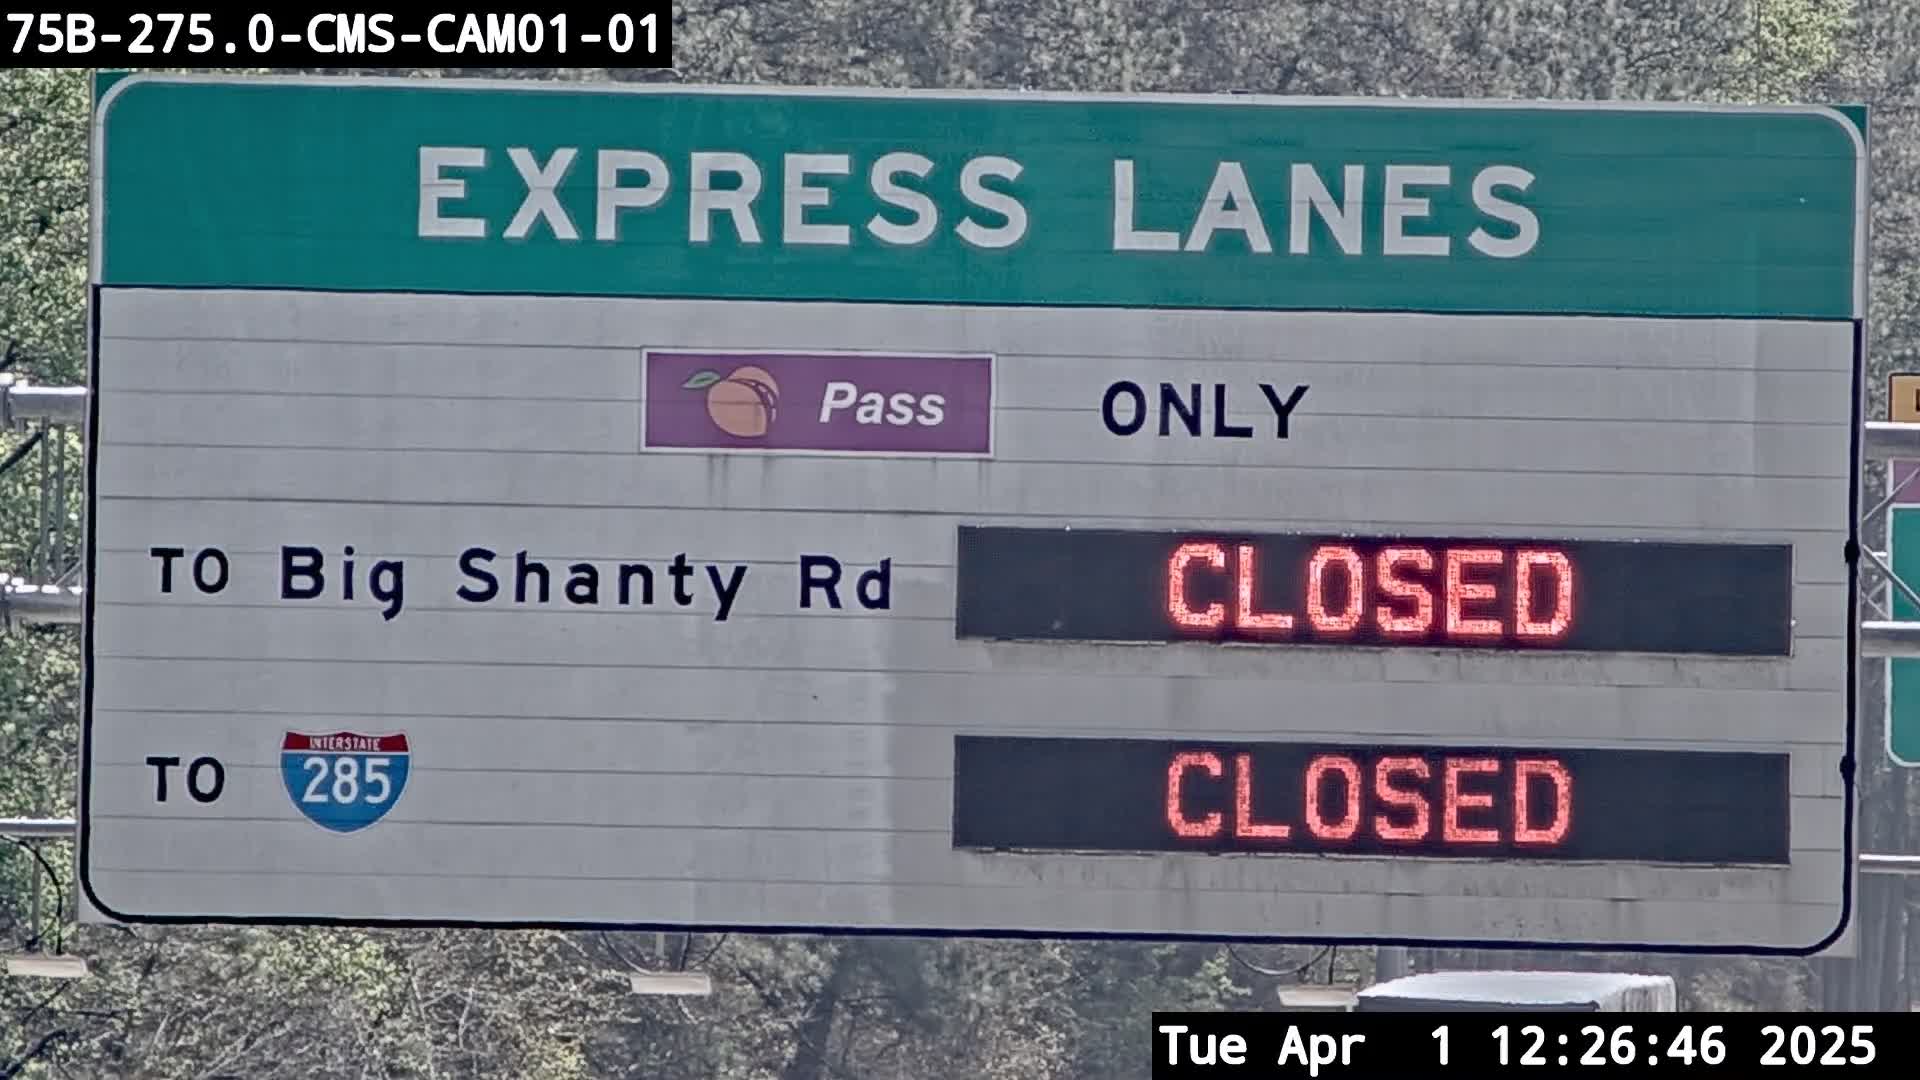 75B-275.0-CMS-CAM01-01
EXPRESS LANES
Pass ONLY
TO Big Shanty Rd CLOSED
TO INTERSTATE 285 CLOSED
Tue Apr 1 12:26:46 2025